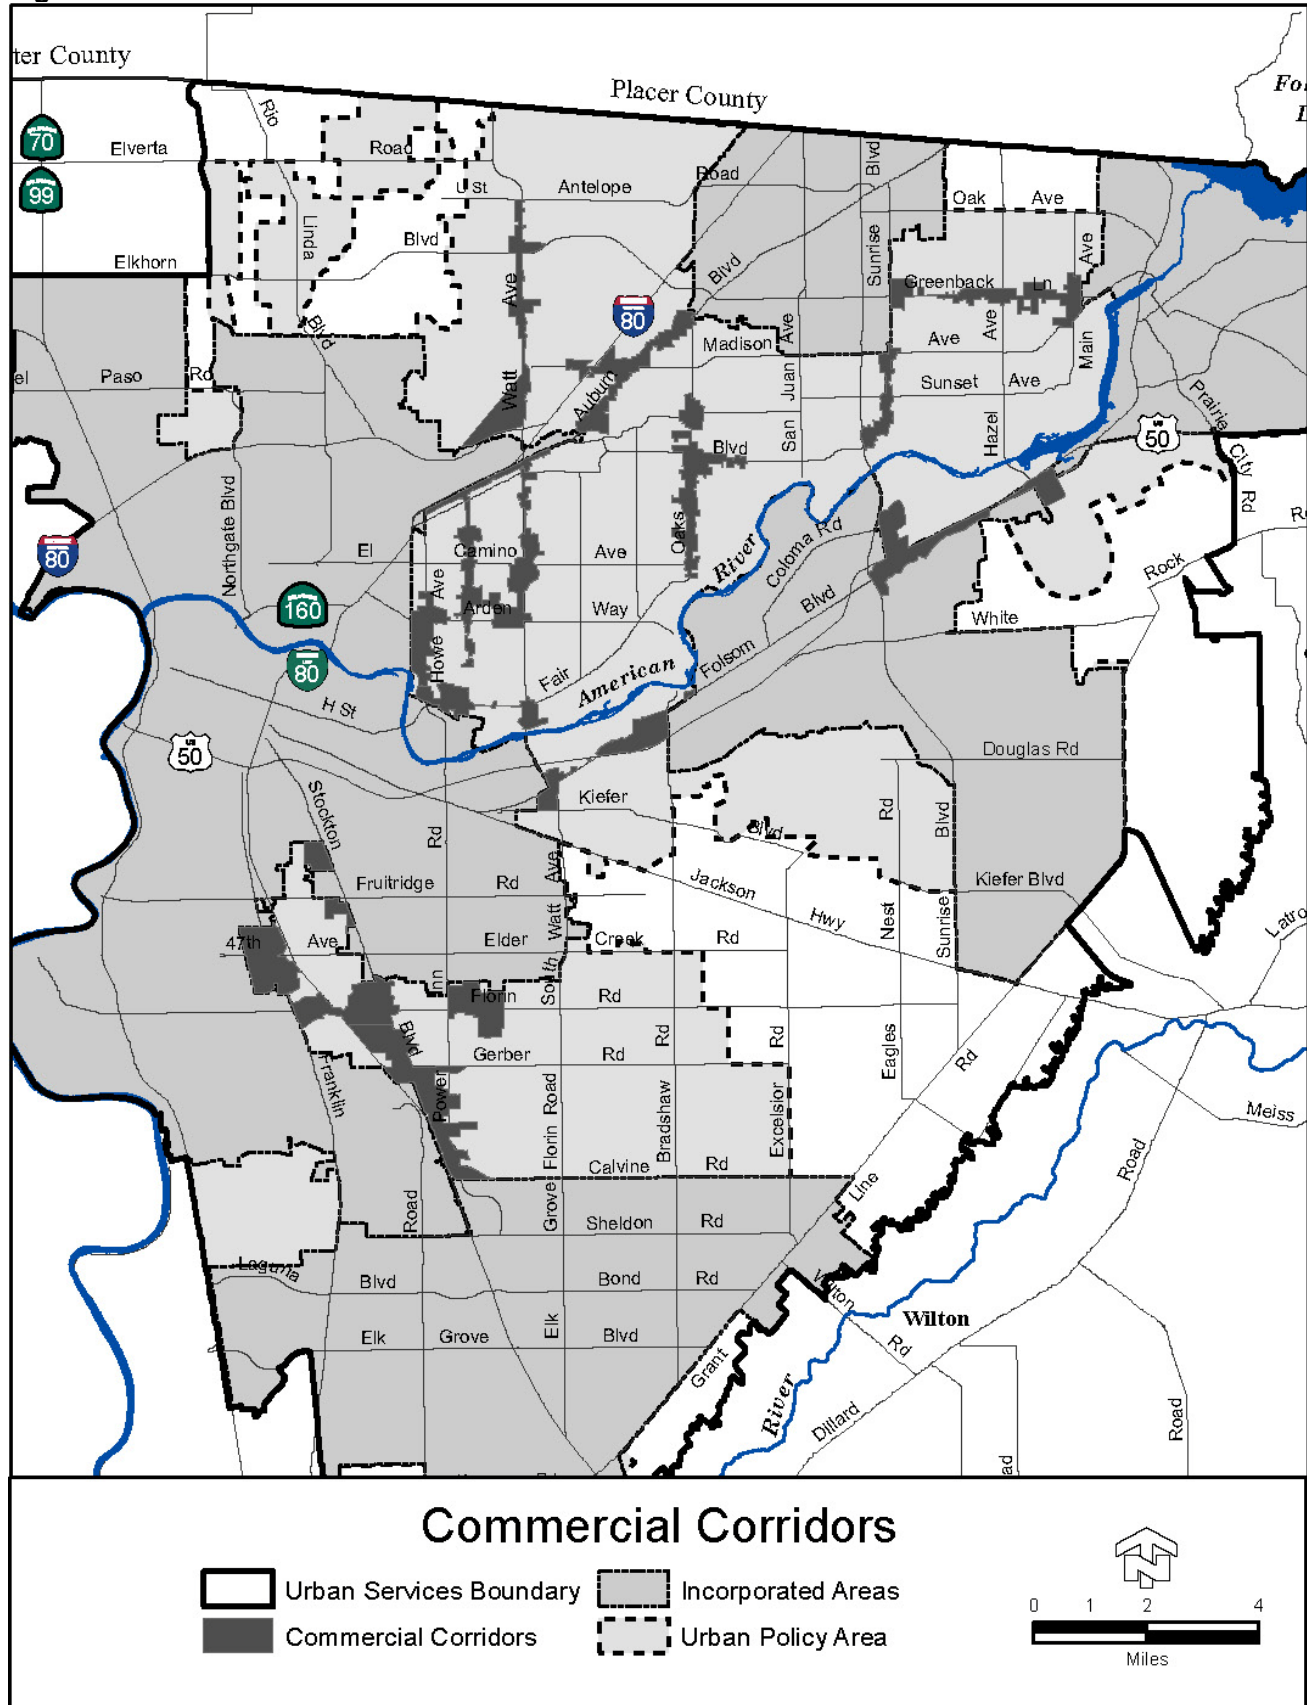 ter County
Placer County
Fo
L
70
Elverta
Rio
Road
99
U St
Antelope
Road
Blvd
Oak
Ave
Linda
Blvd
Elkhorn
Ave
Blvd
Sunrise
Greenback
Ln
Ave
80
Blvd
Madison
Ave
Ave
Ave
Main
el
Paso
Rd
Watt
Auburn
Juan
Sunset
Ave
Prairie
50
San
Hazel
Blvd
City
Rd
Northgate Blvd
80
El
Camino
Ave
Oaks
River
Coloma Rd
Rock
R
160
Ave
Arden
Way
Blvd
White
80
Howe
Fair
American
Folsom
H St
50
Douglas Rd
Stockton
Kiefer
Rd
Blvd
Rd
Blvd
Fruitridge
Rd
Ave
Jackson
Hwy
Kiefer Blvd
Nest
Sunrise
Latro
47th
Ave
Elder
Watt
Creek
Rd
Inn
South
Florin
Rd
Blvd
Gerber
Rd
Rd
Rd
Eagles
Rd
Franklin
Power
Florin Road
Bradshaw
Excelsior
Meiss
Calvine
Rd
Road
Line
Road
Grove
Sheldon
Rd
Laguna
Blvd
Bond
Rd
Wilton
Wilton
Elk
Grove
Elk
Blvd
Rd
Grant
River
Dillard
Road
ad
Commercial Corridors
Urban Services Boundary
Incorporated Areas
Commercial Corridors
Urban Policy Area
N
0 1 2 4
Miles